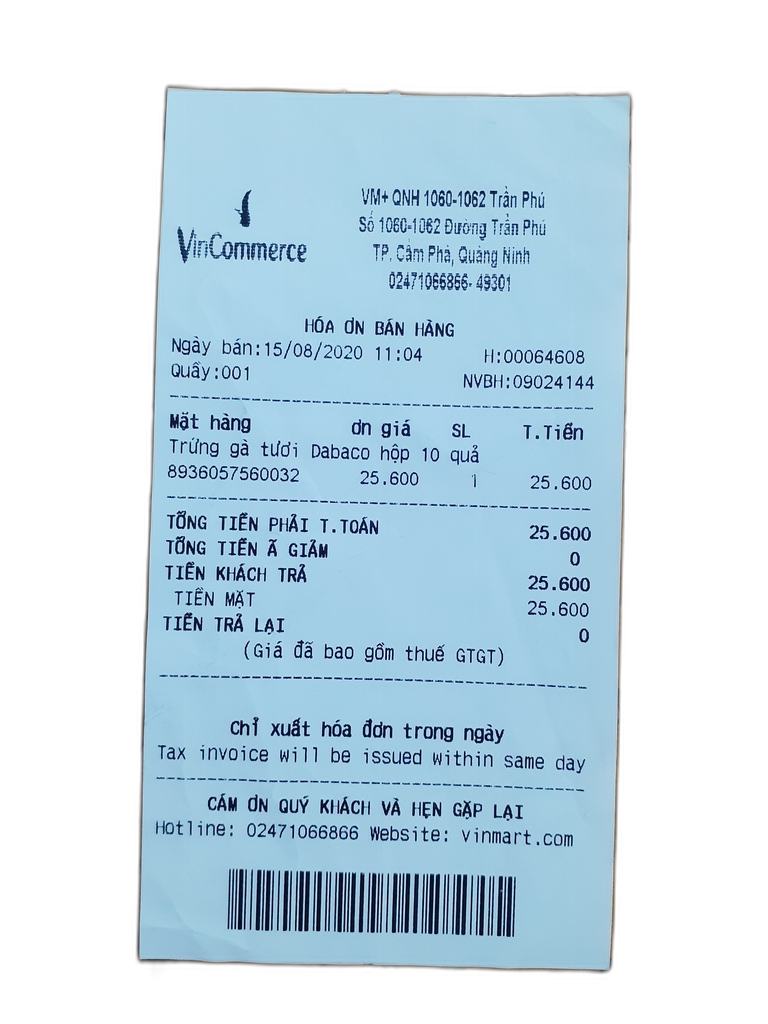 VinCommerce
VM+ QNH 1060-1062 Trần Phú
Số 1060-1062 Đường Trần Phú
TP. Cẩm Phả, Quảng Ninh
02471066866- 49301
HÓA ƠN BÁN HÀNG
Ngày bán:15/08/2020 11:04 H:00064608
Quầy:001 NVBH:09024144
Mặt hàng ơn giá SL T.Tiền
Trứng gà tươi Dabaco hộp 10 quả
8936057560032 25.600 1 25.600
TỔNG TIỀN PHẢI T.TOÁN 25.600
TỔNG TIỀN Ã GIẢM 0
TIỀN KHÁCH TRẢ 25.600
TIỀN MẶT 25.600
TIỀN TRẢ LẠI 0
(Giá đã bao gồm thuế GTGT)
Chỉ xuất hóa đơn trong ngày
Tax invoice will be issued within same day
CÁM ƠN QUÝ KHÁCH VÀ HẸN GẶP LẠI
Hotline: 02471066866 Website: vinmart.com